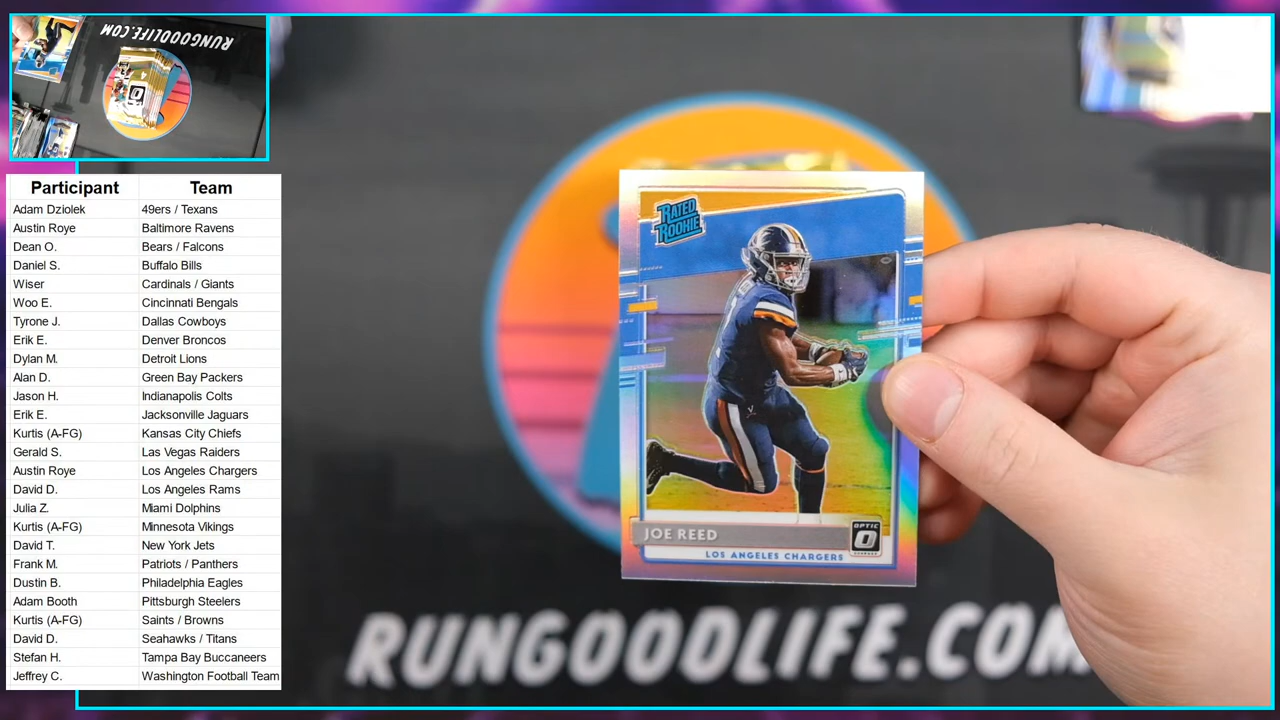 RUNGOODLIFE.COM
Participant Team
Adam Dziolek 49ers / Texans
Austin Roye Baltimore Ravens
Dean O. Bears / Falcons
Daniel S. Buffalo Bills
Wiser Cardinals / Giants
Woo E. Cincinnati Bengals
Tyrone J. Dallas Cowboys
Erik E. Denver Broncos
Dylan M. Detroit Lions
Alan D. Green Bay Packers
Jason H. Indianapolis Colts
Erik E. Jacksonville Jaguars
Kurtis (A-FG) Kansas City Chiefs
Gerald S. Las Vegas Raiders
Austin Roye Los Angeles Chargers
David D. Los Angeles Rams
Julia Z. Miami Dolphins
Kurtis (A-FG) Minnesota Vikings
David T. New York Jets
Frank M. Patriots / Panthers
Dustin B. Philadelphia Eagles
Adam Booth Pittsburgh Steelers
Kurtis (A-FG) Saints / Browns
David D. Seahawks / Titans
Stefan H. Tampa Bay Buccaneers
Jeffrey C. Washington Football Team
RATED
ROOKIE
JOE REED
OPTIC
LOS ANGELES CHARGERS
RUNGOODLIFE.COM